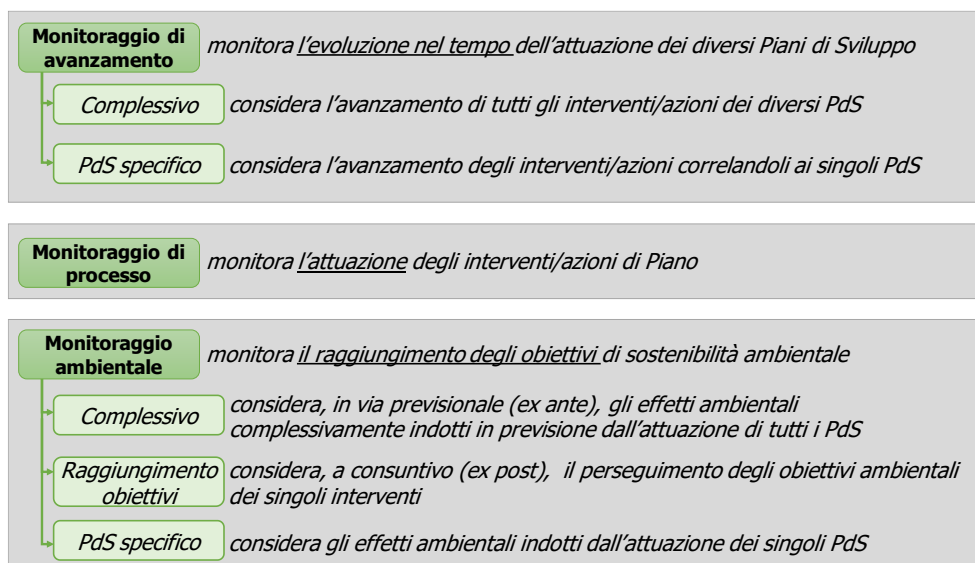 Monitoraggio di
avanzamento
monitora l'evoluzione nel tempo dell'attuazione dei diversi Piani di Sviluppo
Complessivo
considera l'avanzamento di tutti gli interventi/azioni dei diversi PdS
PdS specifico
considera l'avanzamento degli interventi/azioni correlandoli ai singoli PdS
Monitoraggio di
processo
monitora l'attuazione degli interventi/azioni di Piano
Monitoraggio
ambientale
monitora il raggiungimento degli obiettivi di sostenibilità ambientale
Complessivo
considera, in via previsionale (ex ante), gli effetti ambientali
complessivamente indotti in previsione dall'attuazione di tutti i PdS
Raggiungimento
obiettivi
considera, a consuntivo (ex post), il perseguimento degli obiettivi ambientali
dei singoli interventi
PdS specifico
considera gli effetti ambientali indotti dall'attuazione dei singoli PdS